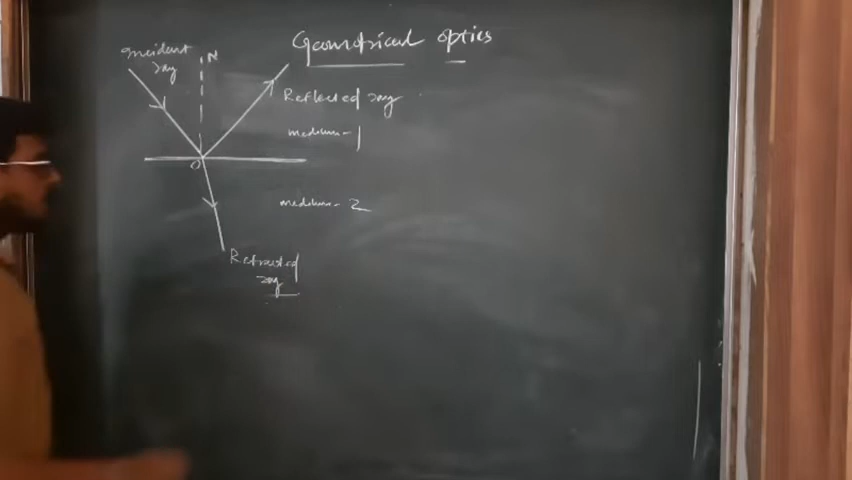 Geometrical optics
Incident
ray
N
Reflected ray
medium-1
O
medium-2
Refracted
ray